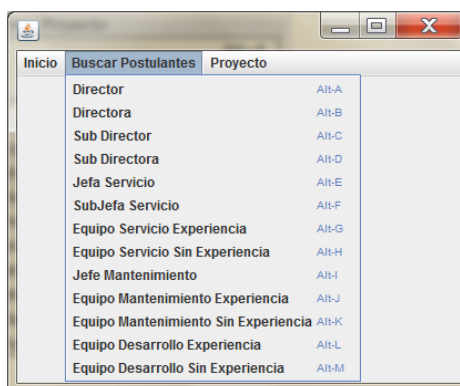 Inicio Buscar Postulantes Proyecto
Director Alt-A
Directora Alt-B
Sub Director Alt-C
Sub Directora Alt-D
Jefa Servicio Alt-E
SubJefa Servicio Alt-F
Equipo Servicio Experiencia Alt-G
Equipo Servicio Sin Experiencia Alt-H
Jefe Mantenimiento Alt-I
Equipo Mantenimiento Experiencia Alt-J
Equipo Mantenimiento Sin Experiencia Alt-K
Equipo Desarrollo Experiencia Alt-L
Equipo Desarrollo Sin Experiencia Alt-M